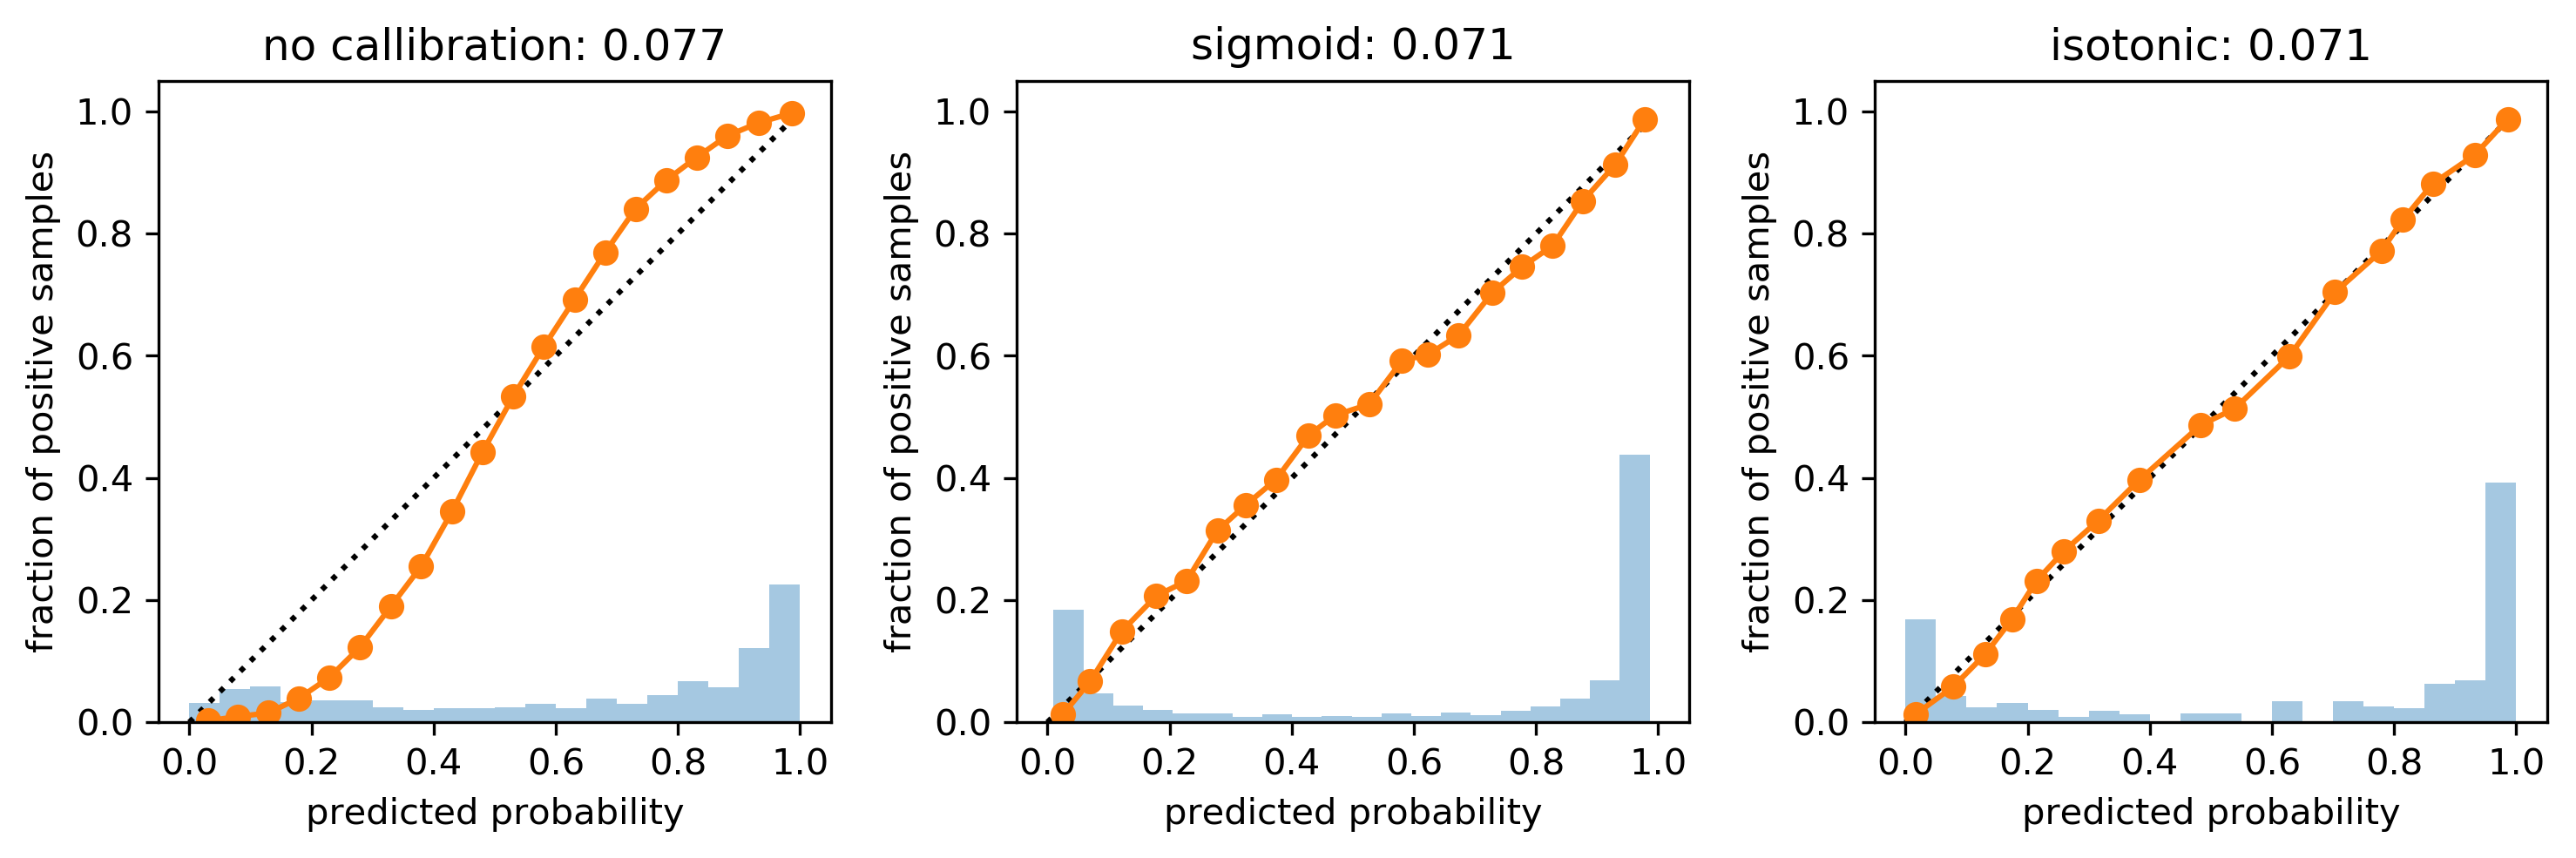 no callibration: 0.077
1.0
0.8
0.6
0.4
0.2
0.0
fraction of positive samples
0.0 0.2 0.4 0.6 0.8 1.0
predicted probability
sigmoid: 0.071
1.0
0.8
0.6
0.4
0.2
0.0
fraction of positive samples
0.0 0.2 0.4 0.6 0.8 1.0
predicted probability
isotonic: 0.071
1.0
0.8
0.6
0.4
0.2
0.0
fraction of positive samples
0.0 0.2 0.4 0.6 0.8 1.0
predicted probability